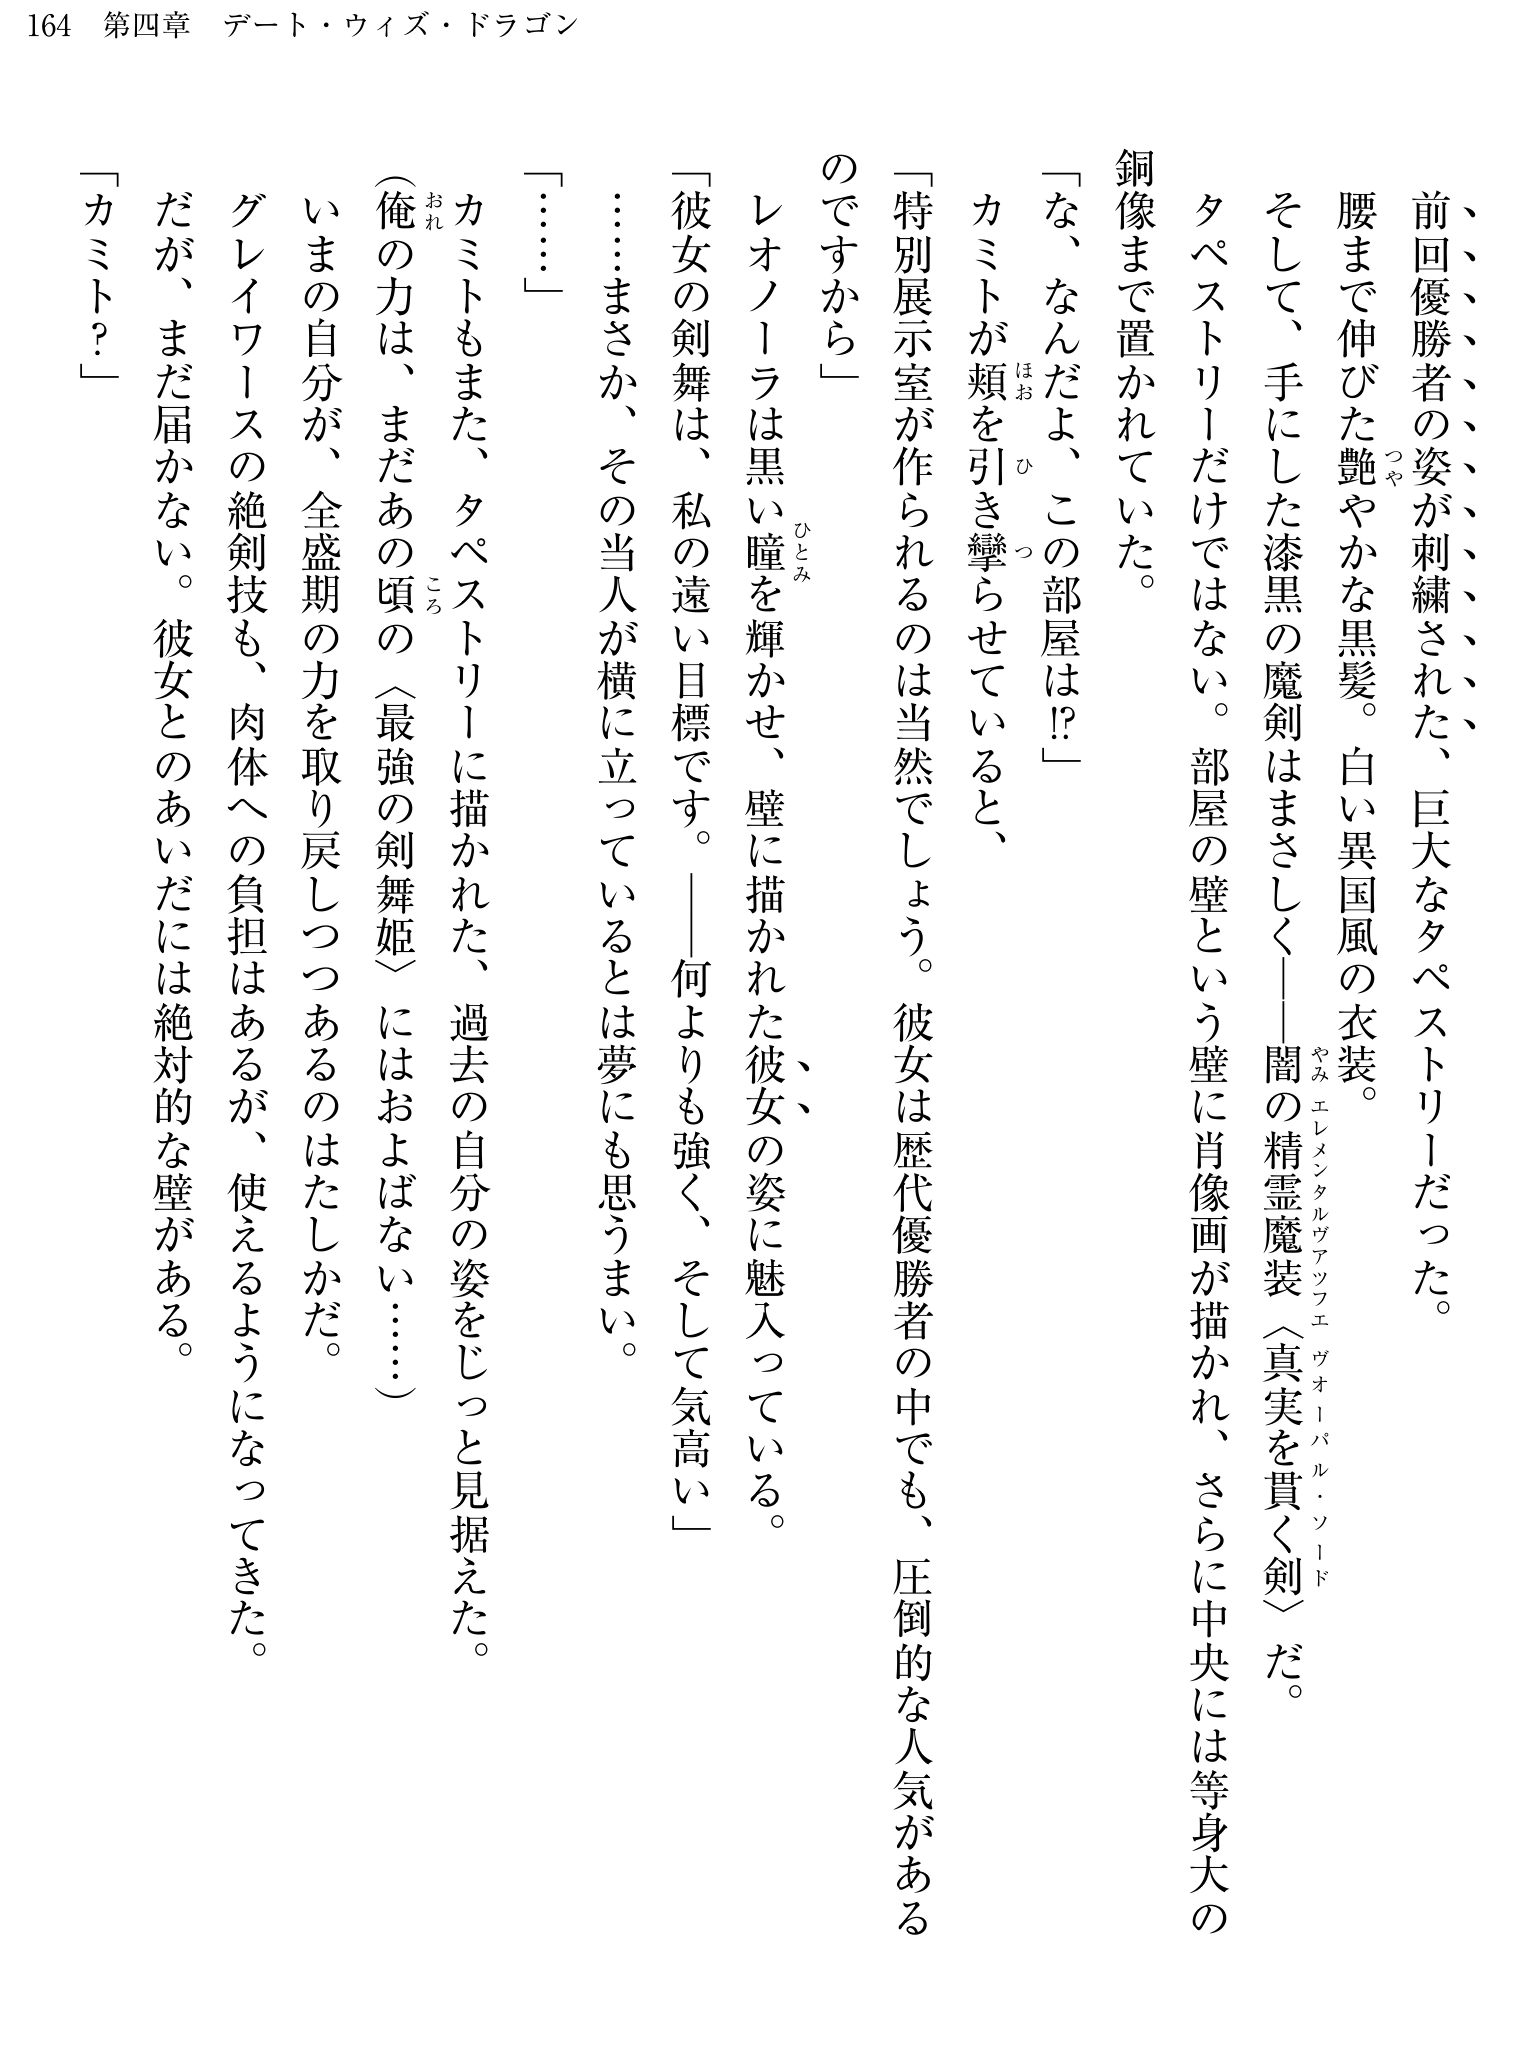 164 第四章 デート・ウィズ・ドラゴン
前回優勝者の姿が刺繍された、巨大なタペストリーだった。
腰まで伸びた艶やかな黒髪。白い異国風の衣装。
そして、手にした漆黒の魔剣はまさしく――闇の精霊魔装〈真実を貫く剣〉だ。
タペストリーだけではない。部屋の壁という壁に肖像画が描かれ、さらに中央には等身大の
銅像まで置かれていた。
「な、なんだよ、この部屋は!?」
カミトが頬を引き攣らせていると、
「特別展示室が作られるのは当然でしょう。彼女は歴代優勝者の中でも、圧倒的な人気がある
のですから」
レオノーラは黒い瞳を輝かせ、壁に描かれた彼女の姿に魅入っている。
「彼女の剣舞は、私の遠い目標です。――何よりも強く、そして気高い」
……まさか、その当人が横に立っているとは夢にも思うまい。
「……」
カミトもまた、タペストリーに描かれた、過去の自分の姿をじっと見据えた。
(俺の力は、まだあの頃の〈最強の剣舞姫〉にはおよばない……)
いまの自分が、全盛期の力を取り戻しつつあるのはたしかだ。
グレイワースの絶剣技も、肉体への負担はあるが、使えるようになってきた。
だが、まだ届かない。彼女とのあいだには絶対的な壁がある。
「カミト?」